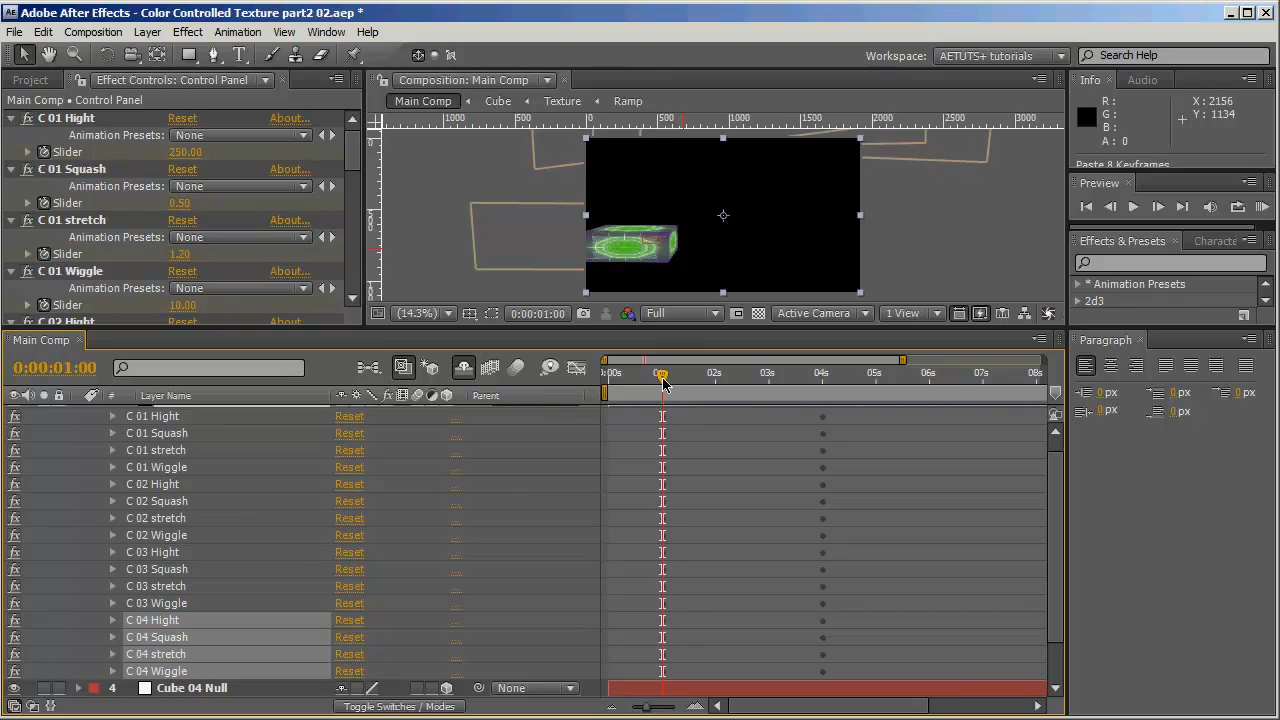 Adobe After Effects - Color Controlled Texture part2 02.aep *
File Edit Composition Layer Effect Animation View Window Help
Workspace: AETUTS+ tutorials Search Help
Project Effect Controls: Control Panel
Main Comp • Control Panel
C 01 Hight Reset About...
Animation Presets: None
Slider 250.00
C 01 Squash Reset About...
Animation Presets: None
Slider 0.50
C 01 stretch Reset About...
Animation Presets: None
Slider 1.20
C 01 Wiggle Reset About...
Animation Presets: None
Slider 10.00
C 02 Hight Reset About...
Composition: Main Comp
Main Comp Cube Texture Ramp
1000 500 0 500 1000 1500 2000 2500 3000
(14.3%) 0:00:01:00 Full Active Camera 1 View
Info Audio
R: X: 2156
G: Y: 1134
B:
A: 0
Paste 8 Keyframes
Preview
Effects & Presets Characte
* Animation Presets
2d3
Paragraph
0 px 0 px 0 px
0 px 0 px
Main Comp
0:00:01:00
0:00s 02s 03s 04s 05s 06s 07s 08s
Layer Name Parent
C 01 Hight Reset ...
C 01 Squash Reset ...
C 01 stretch Reset ...
C 01 Wiggle Reset ...
C 02 Hight Reset ...
C 02 Squash Reset ...
C 02 stretch Reset ...
C 02 Wiggle Reset ...
C 03 Hight Reset ...
C 03 Squash Reset ...
C 03 stretch Reset ...
C 03 Wiggle Reset ...
C 04 Hight Reset ...
C 04 Squash Reset ...
C 04 stretch Reset ...
C 04 Wiggle Reset ...
4 Cube 04 Null None
Toggle Switches / Modes